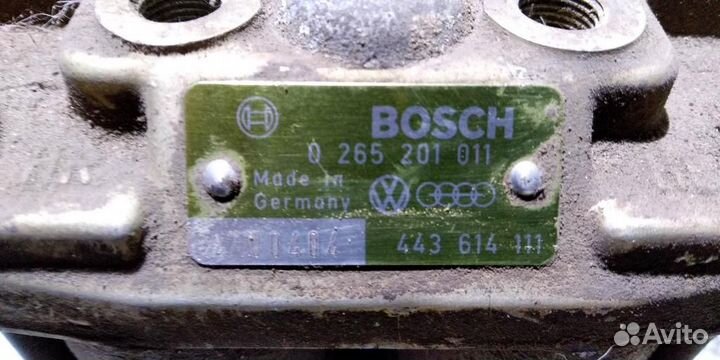 BOSCH
0 265 201 011
Made in
Germany
443 614 111
Avito